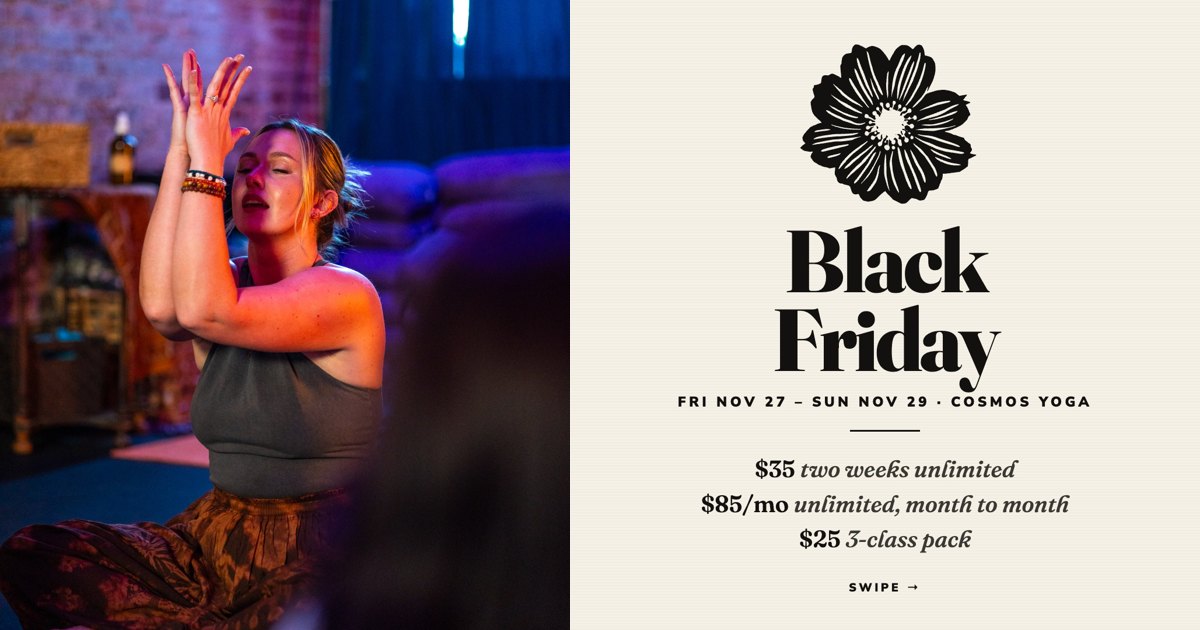 Black
Friday
FRI NOV 27 – SUN NOV 29 · COSMOS YOGA
$35 two weeks unlimited
$85/mo unlimited, month to month
$25 3-class pack
SWIPE →